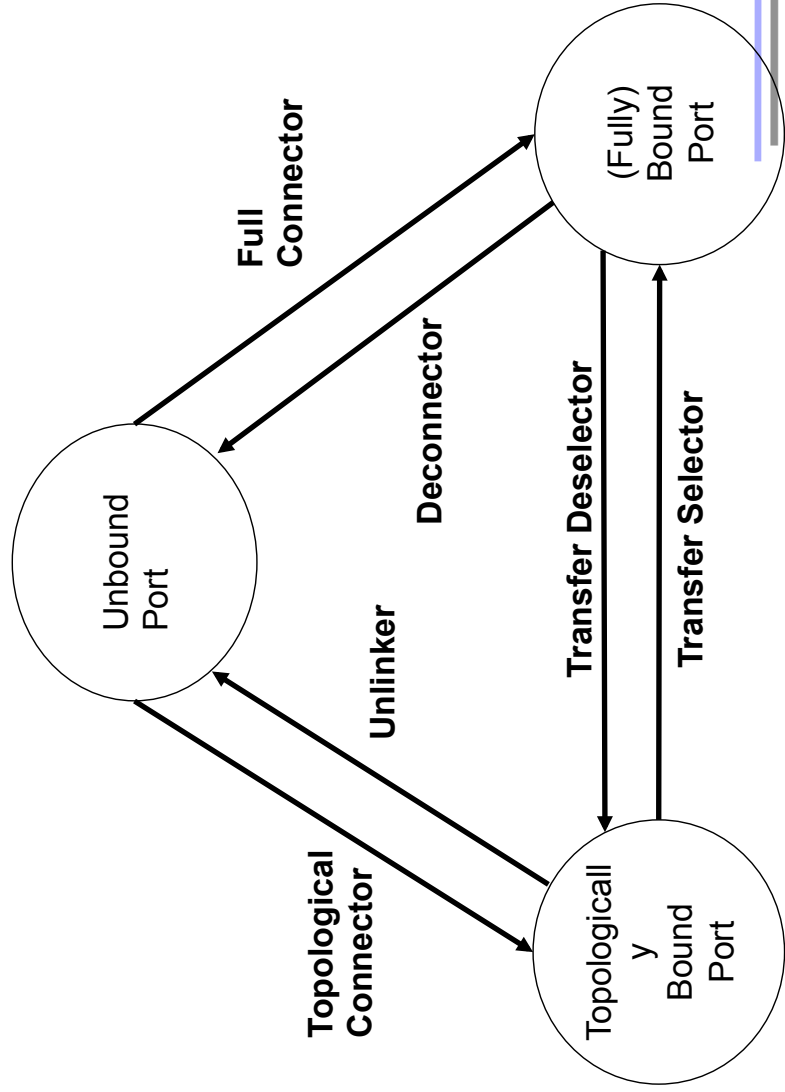 Unbound
Port
Full
Connector
Deconnector
Topological
Connector
Unlinker
Transfer Deselector
Transfer Selector
Topologicall
y
Bound
Port
(Fully)
Bound
Port